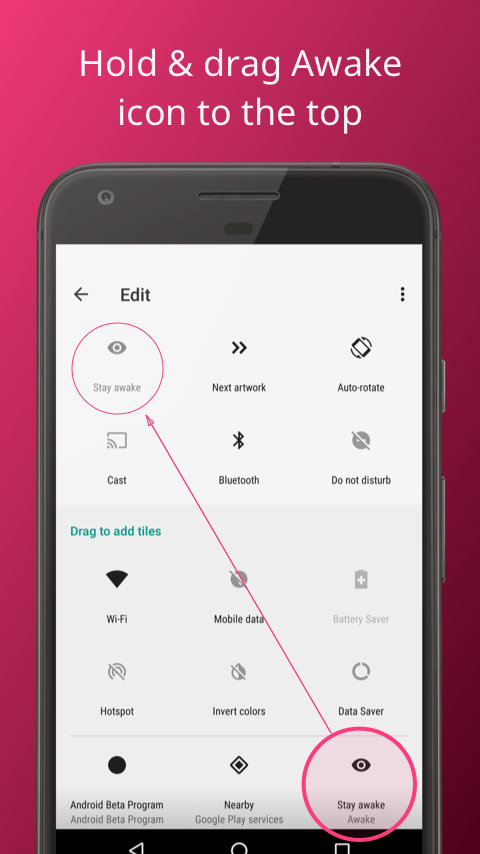 Hold & drag Awake
icon to the top
Edit
Stay awake
Next artwork
Auto-rotate
Cast
Bluetooth
Do not disturb
Drag to add tiles
Wi-Fi
Mobile data
Battery Saver
Hotspot
Invert colors
Data Saver
Android Beta Program
Android Beta Program
Nearby
Google Play services
Stay awake
Awake